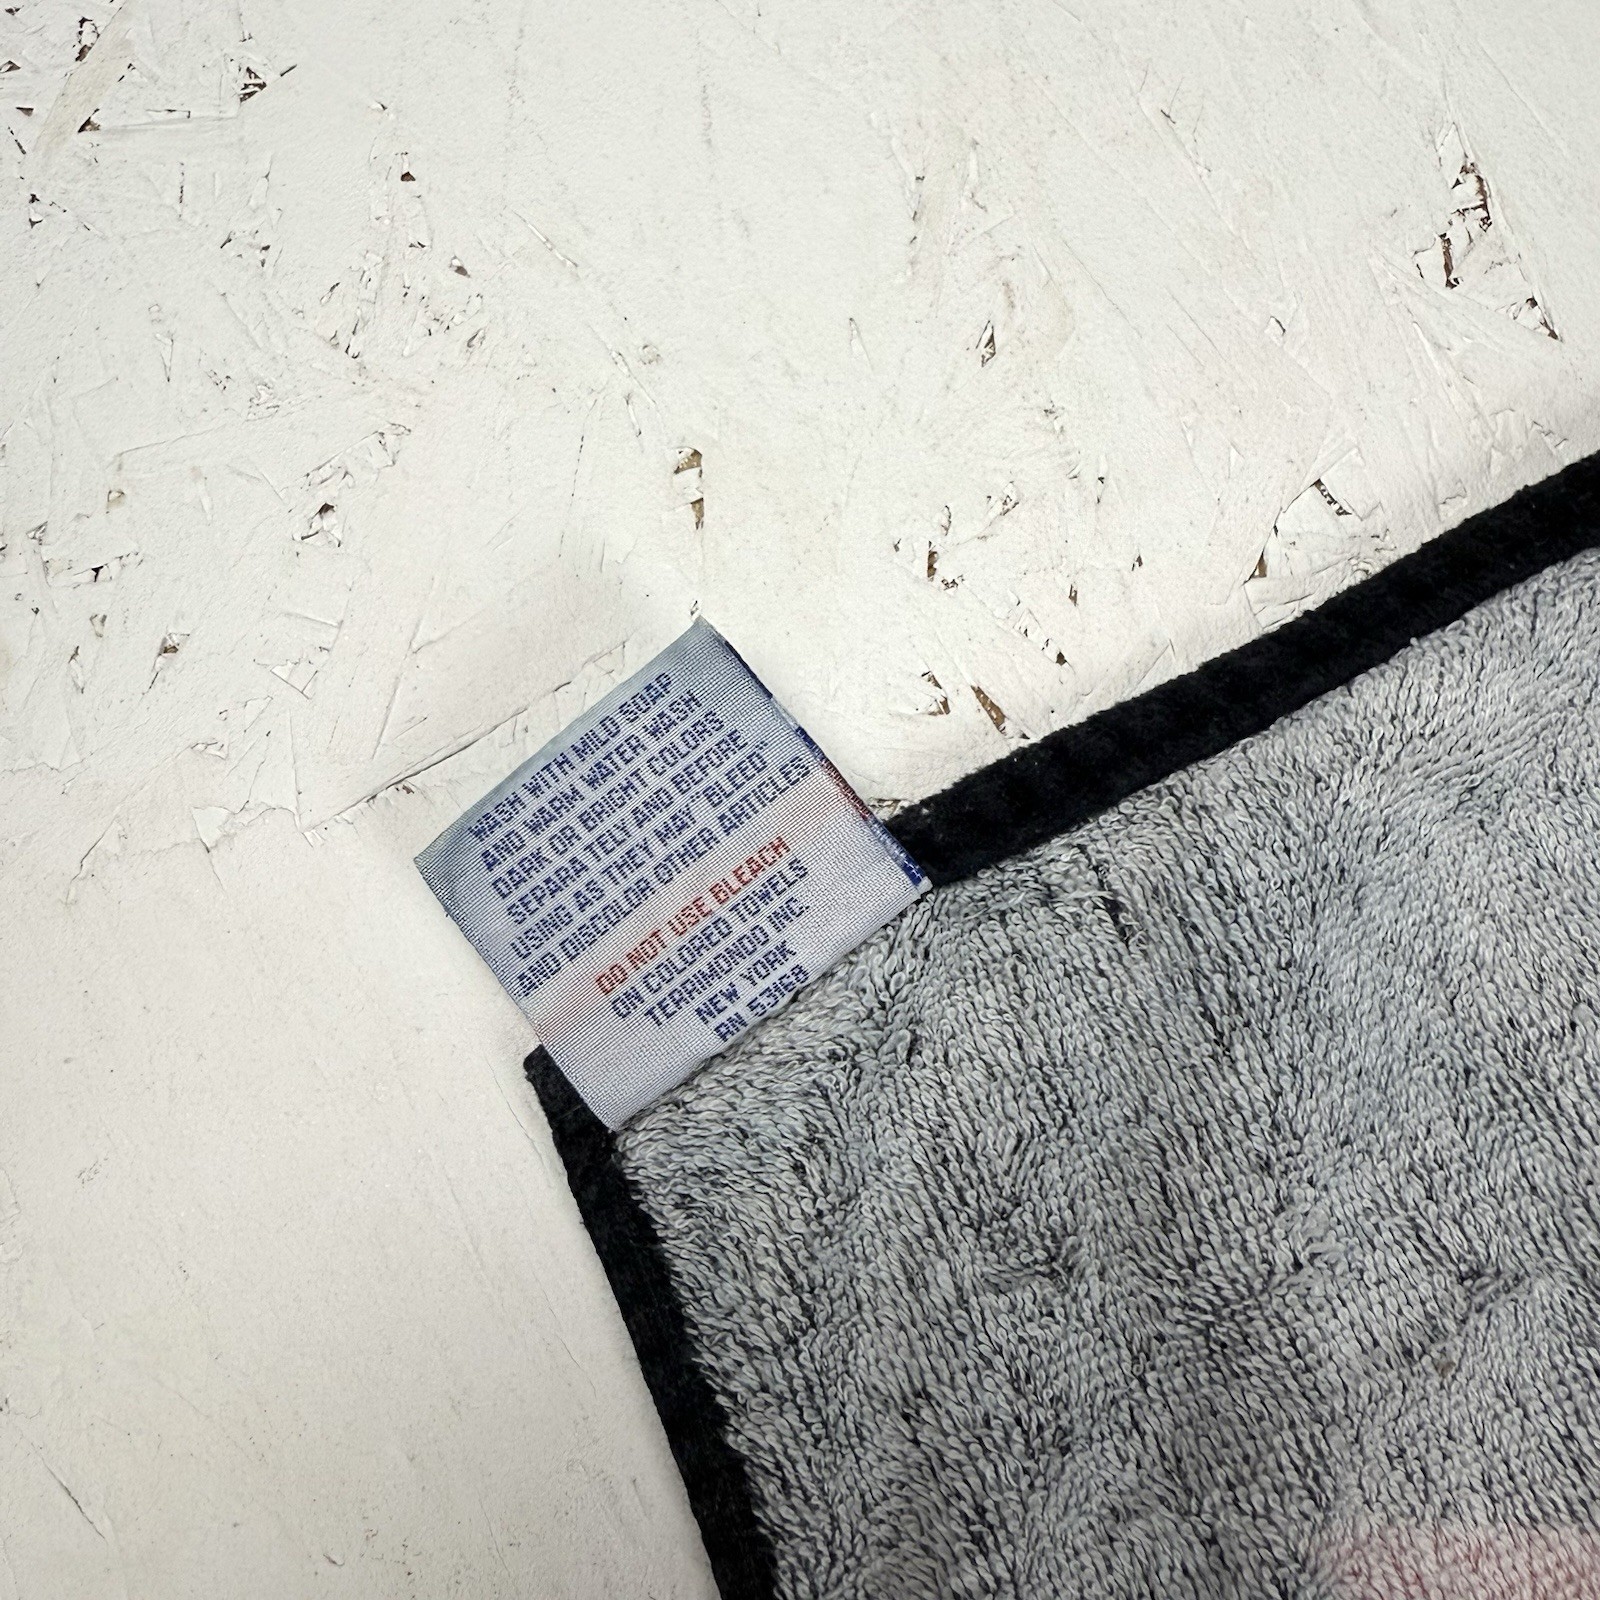 WASH WITH MILD SOAP
AND WARM WATER WASH
DARK OR BRIGHT COLORS
SEPARATELY AND BEFORE
USING AS THEY MAY "BLEED"
AND DISCOLOR OTHER ARTICLES
DO NOT USE BLEACH
ON COLORED TOWELS
TERRIMONDO INC.
NEW YORK
RN 53168